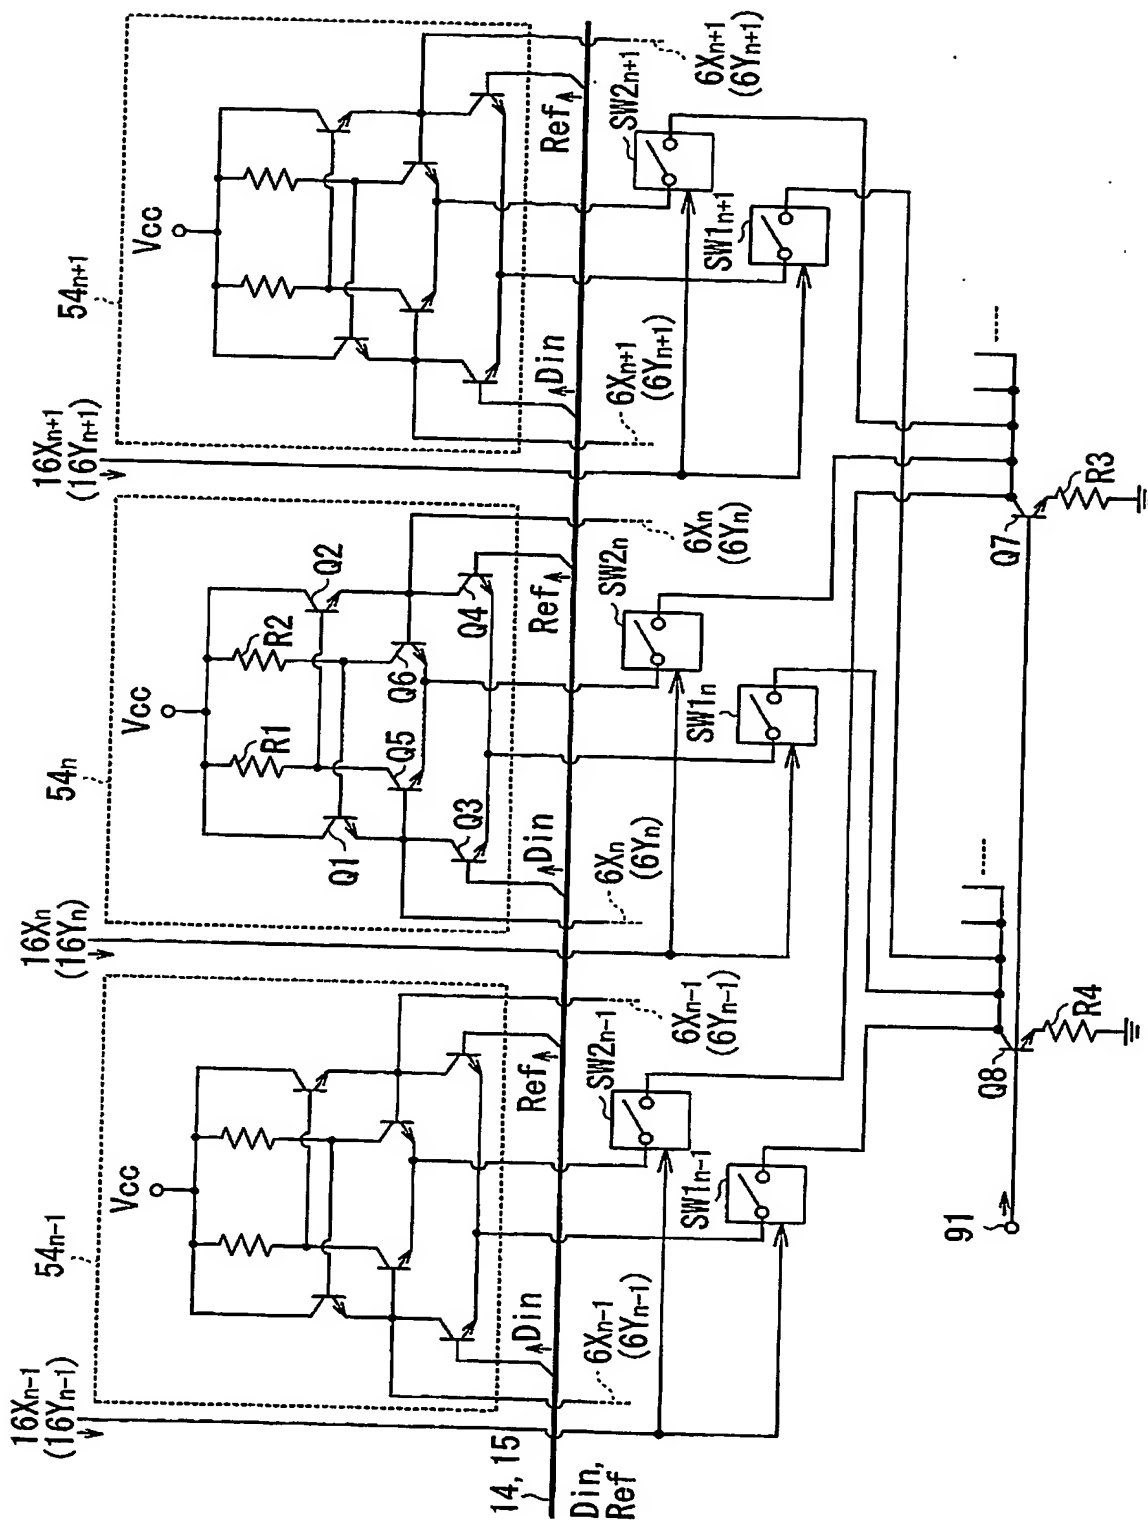 16Xn-1
(16Yn-1)
54n-1
Vcc
Din
Ref
6Xn-1
(6Yn-1)
6Xn-1
(6Yn-1)
SW2n-1
SW1n-1
14, 15
Din,
Ref
16Xn
(16Yn)
54n
Vcc
R1
R2
Q1
Q2
Q5
Q6
Q3
Q4
Din
Ref
6Xn
(6Yn)
6Xn
(6Yn)
SW2n
SW1n
16Xn+1
(16Yn+1)
54n+1
Vcc
Din
Ref
6Xn+1
(6Yn+1)
6Xn+1
(6Yn+1)
SW2n+1
SW1n+1
91
Q8
R4
Q7
R3